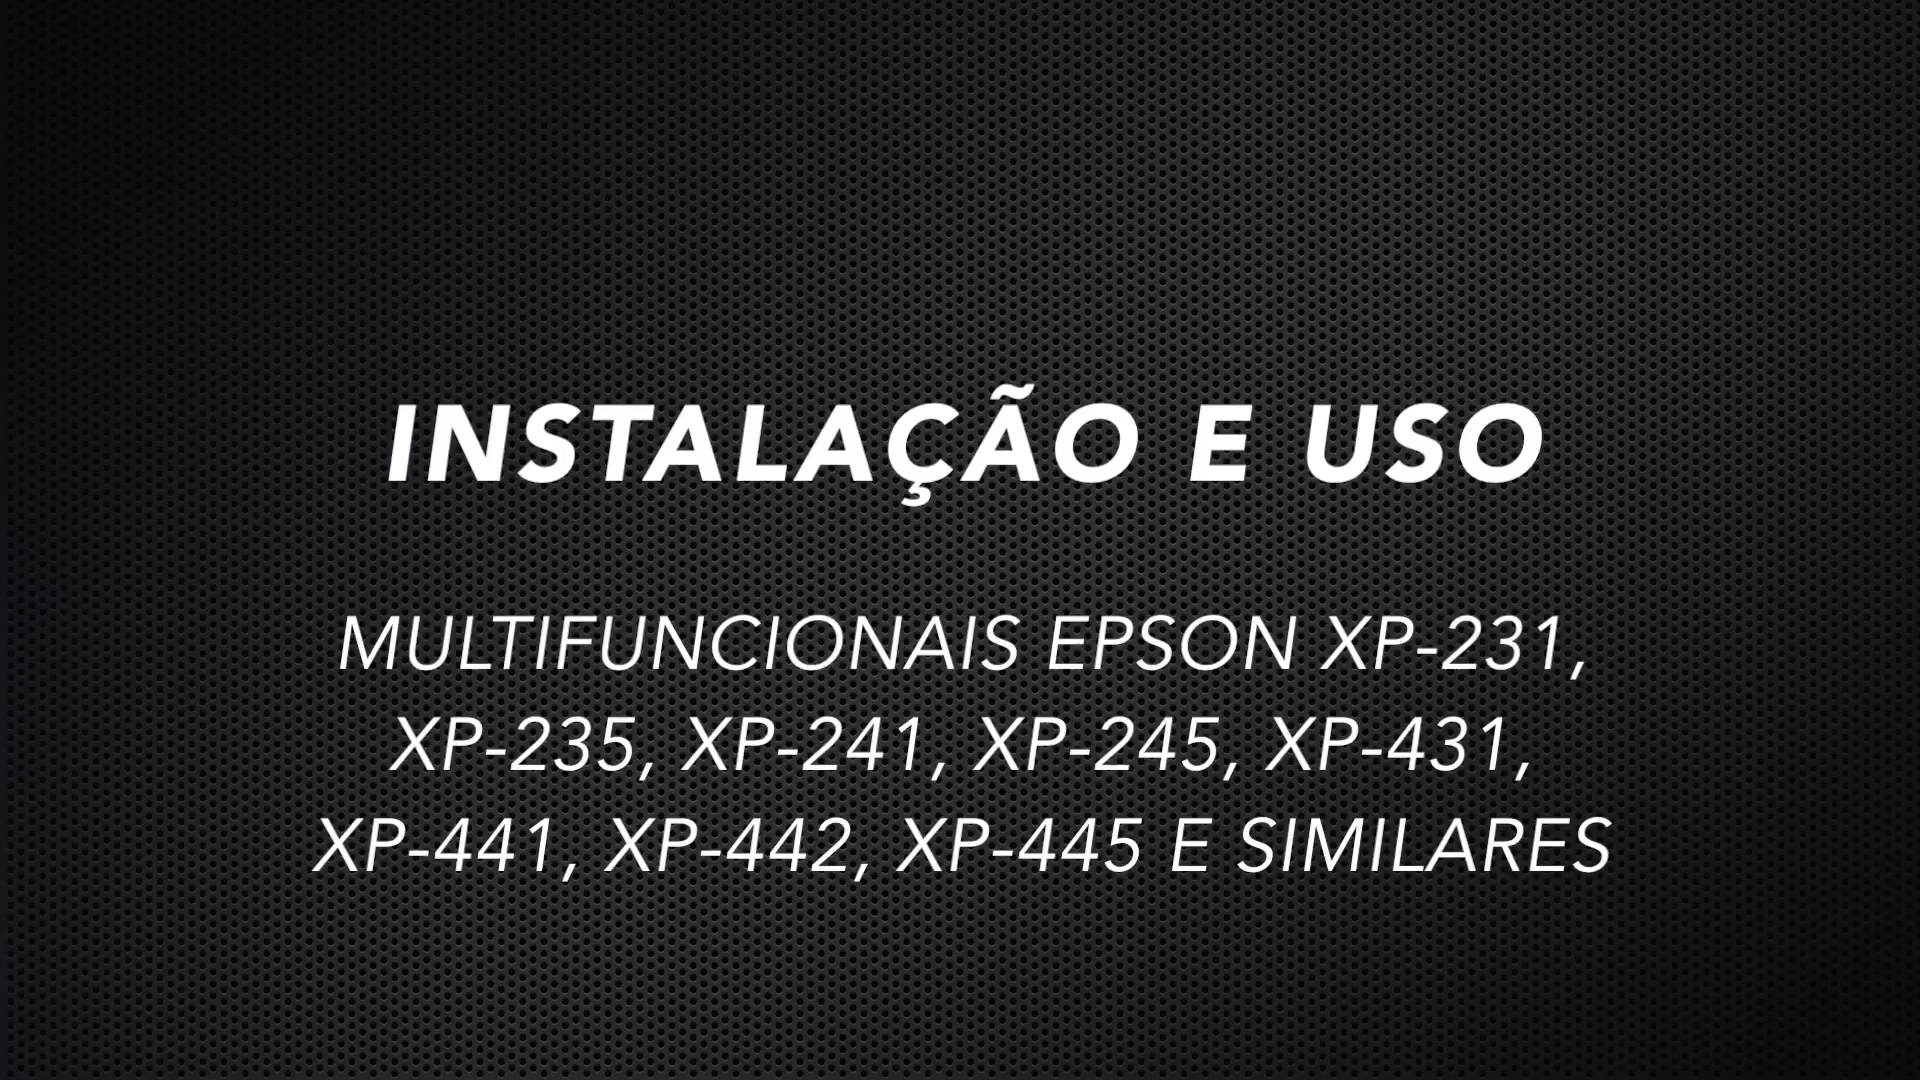 INSTALAÇÃO E USO
MULTIFUNCIONAIS EPSON XP-231,
XP-235, XP-241, XP-245, XP-431,
XP-441, XP-442, XP-445 E SIMILARES